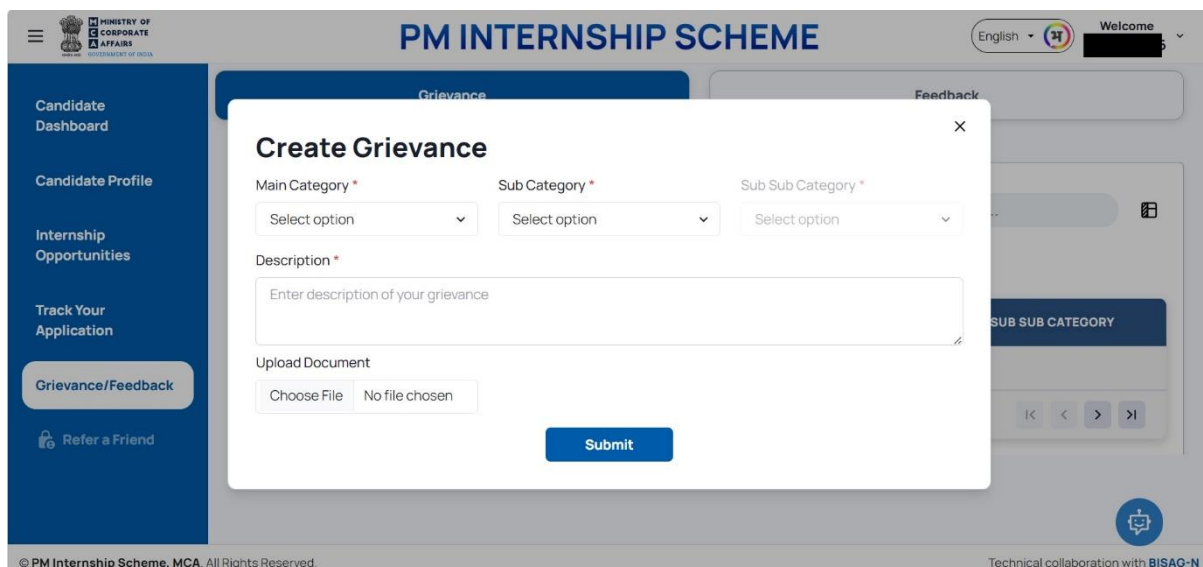 MINISTRY OF
CORPORATE
AFFAIRS
GOVERNMENT OF INDIA
PM INTERNSHIP SCHEME
English
अ
Welcome
Candidate
Dashboard
Candidate Profile
Internship
Opportunities
Track Your
Application
Grievance/Feedback
Refer a Friend
Grievance
Feedback
Create Grievance
Main Category * Sub Category * Sub Sub Category *
Select option Select option Select option
Description *
Enter description of your grievance
Upload Document
Choose File No file chosen
Submit
SUB SUB CATEGORY
© PM Internship Scheme, MCA. All Rights Reserved.
Technical collaboration with BISAG-N